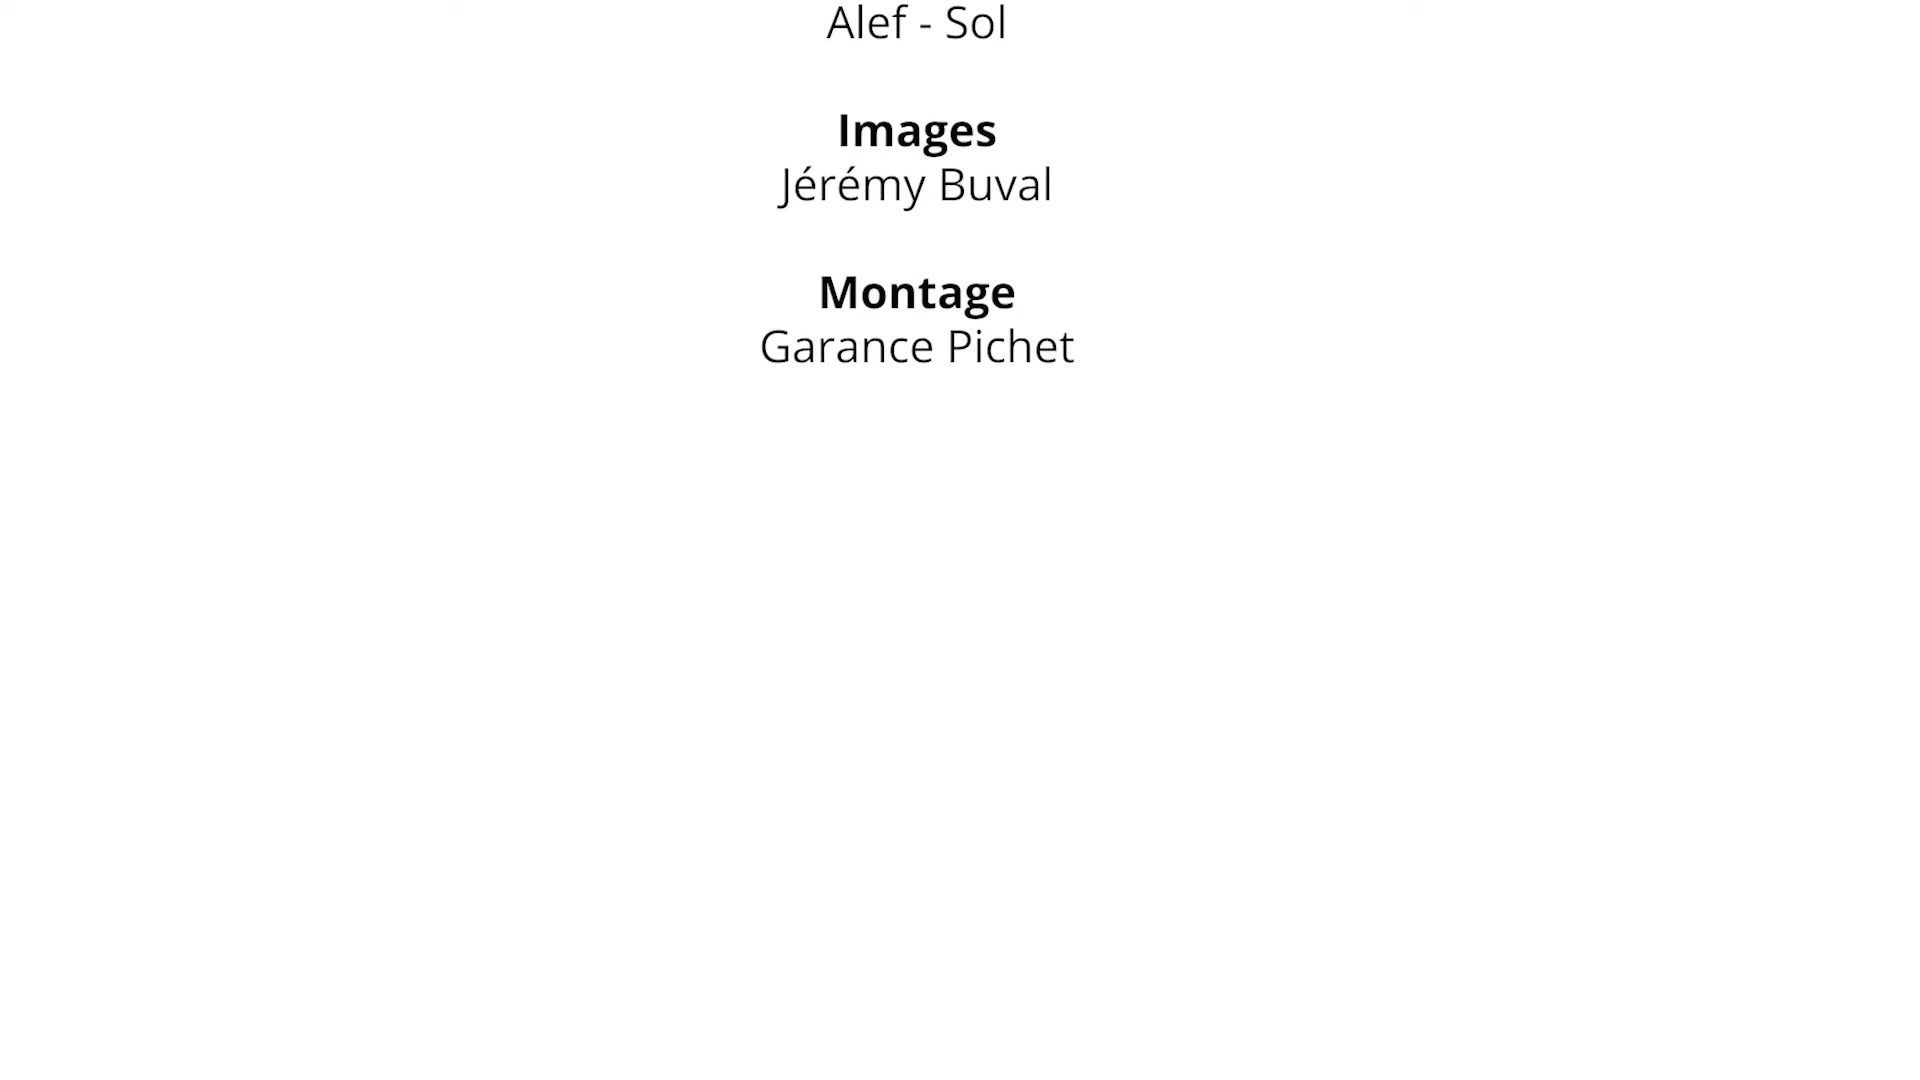 Alef - Sol
Images
Jérémy Buval
Montage
Garance Pichet